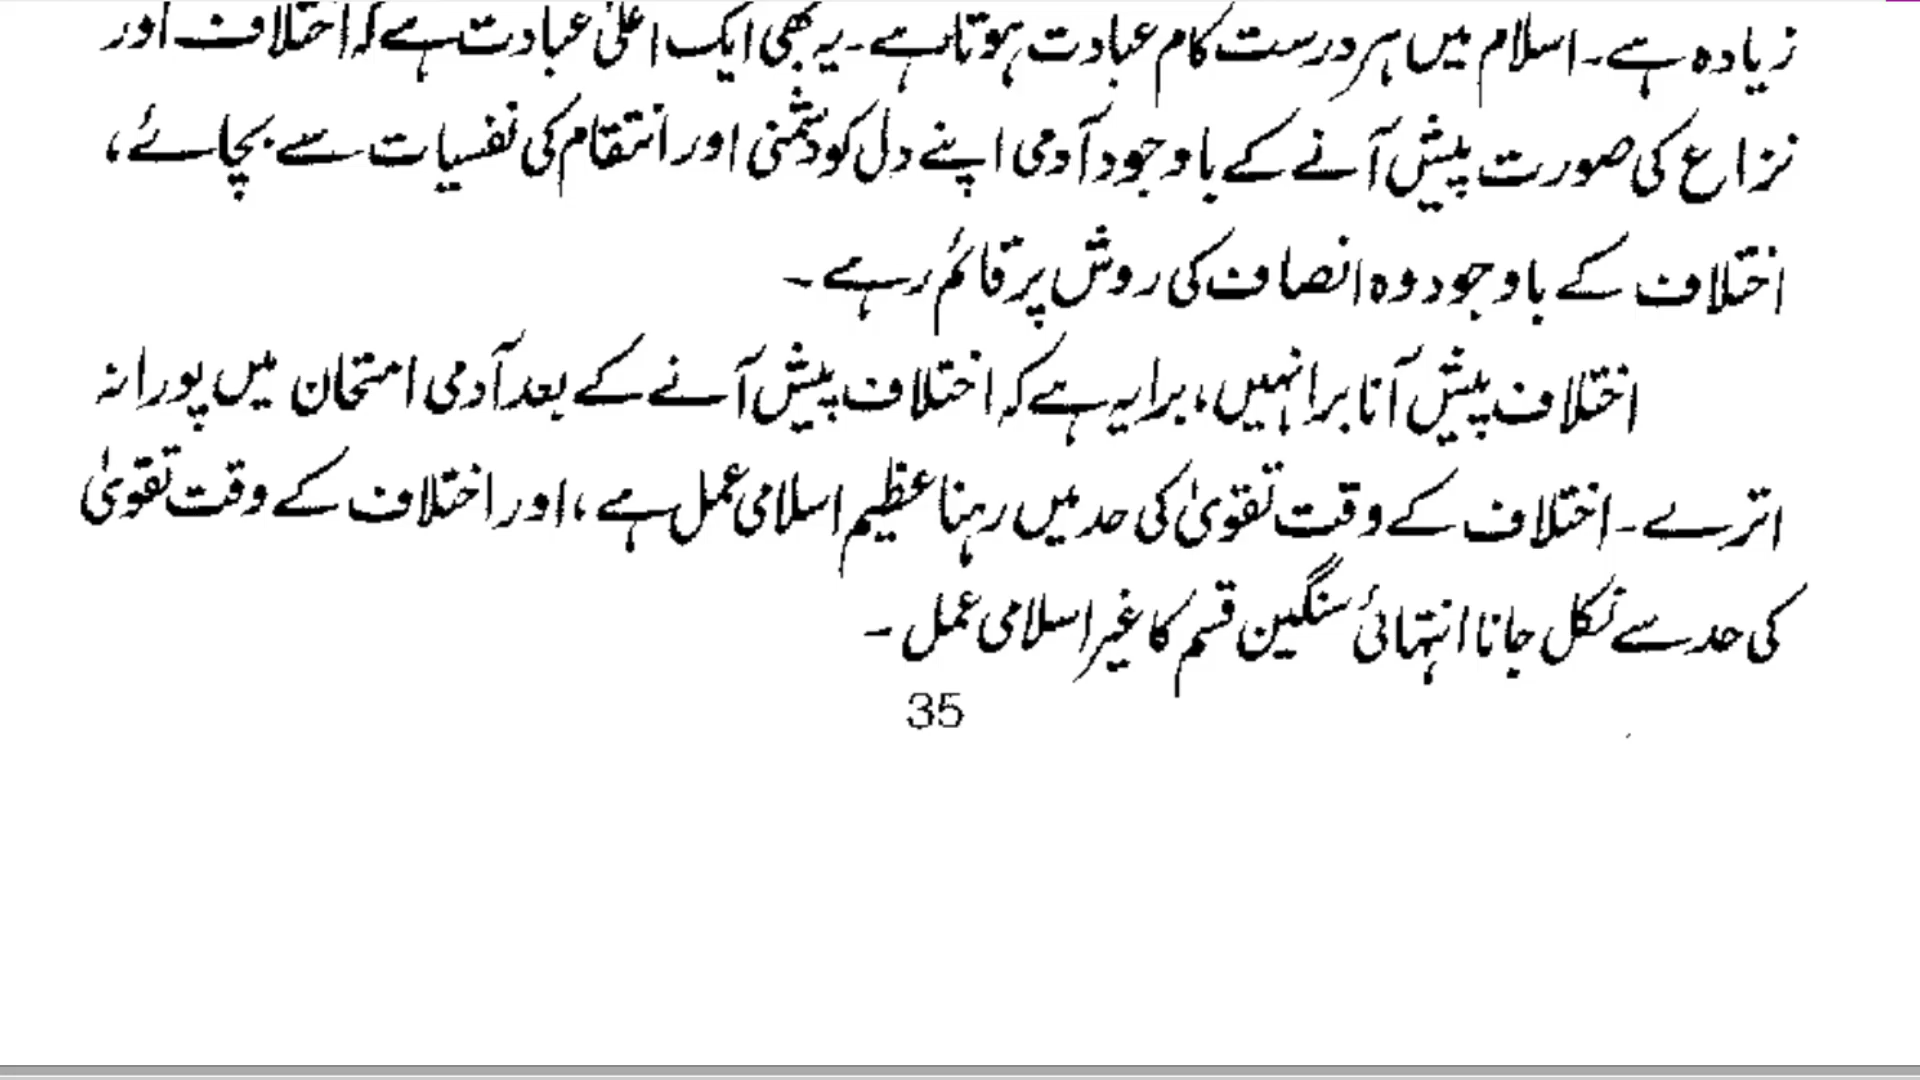 زیادہ ہے۔ اسلام میں ہر درست کام عبادت ہوتا ہے۔ یہ بھی ایک اعلیٰ عبادت ہے کہ اختلاف اور
نزاع کی صورت پیش آنے کے باوجود آدمی اپنے دل کو دشمنی اور انتقام کی نفسیات سے بچائے،
اختلاف کے باوجود وہ انصاف کی روش پر قائم رہے۔
اختلاف پیش آنا برا نہیں، برا یہ ہے کہ اختلاف پیش آنے کے بعد آدمی امتحان میں پورا نہ
اترے۔ اختلاف کے وقت تقویٰ کی حد میں رہنا عظیم اسلامی عمل ہے، اور اختلاف کے وقت تقویٰ
کی حد سے نکل جانا انتہائی سنگین قسم کا غیر اسلامی عمل۔
35